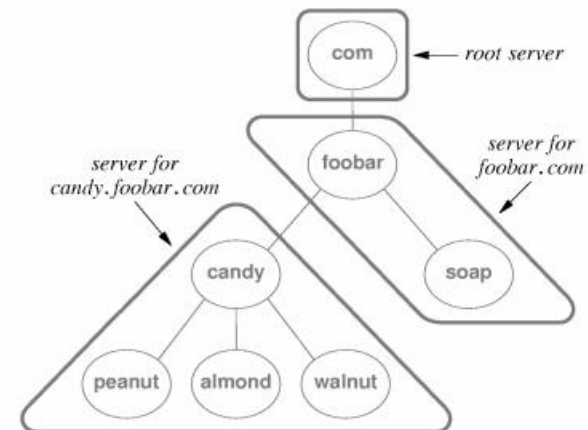 com
root server
foobar
server for
foobar.com
server for
candy.foobar.com
candy
soap
peanut
almond
walnut